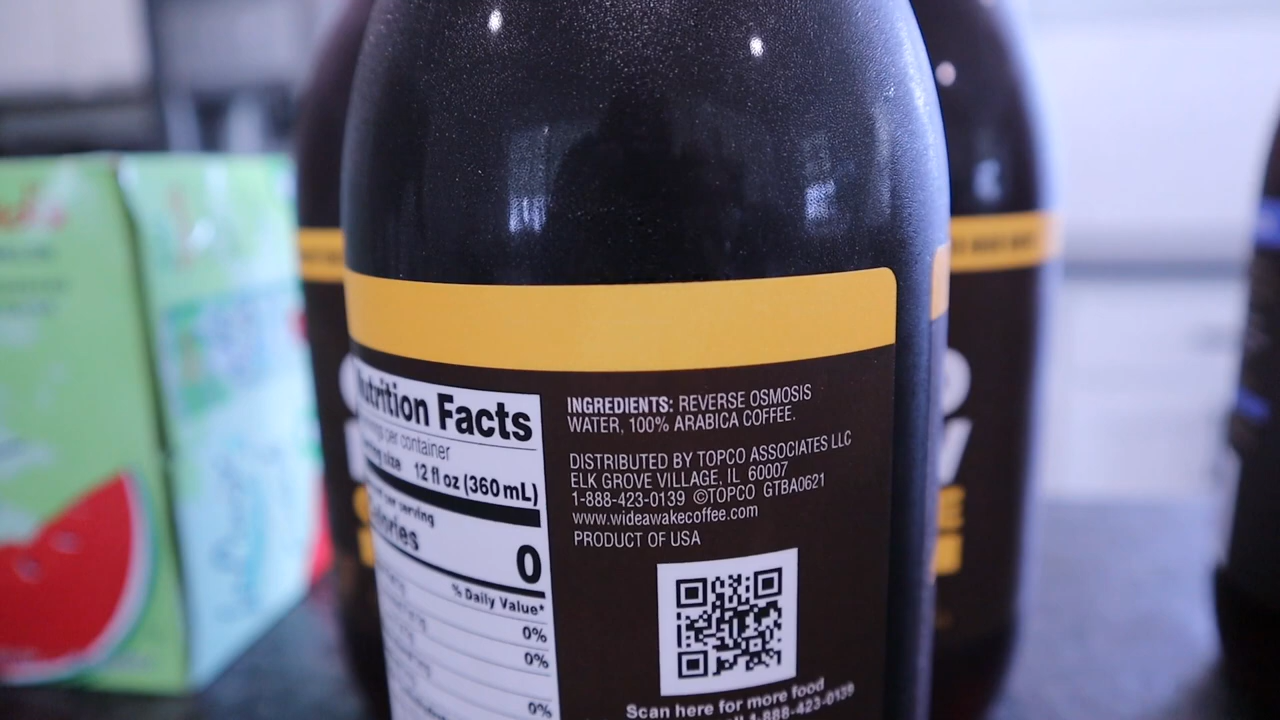 Nutrition Facts
per container
size 12 fl oz (360 mL)
per serving
Calories 0
% Daily Value*
0%
0%
0%
INGREDIENTS: REVERSE OSMOSIS
WATER, 100% ARABICA COFFEE.
DISTRIBUTED BY TOPCO ASSOCIATES LLC
ELK GROVE VILLAGE, IL 60007
1-888-423-0139 ©TOPCO GTBA0621
www.wideawakecoffee.com
PRODUCT OF USA
Scan here for more food
1-888-423-0139